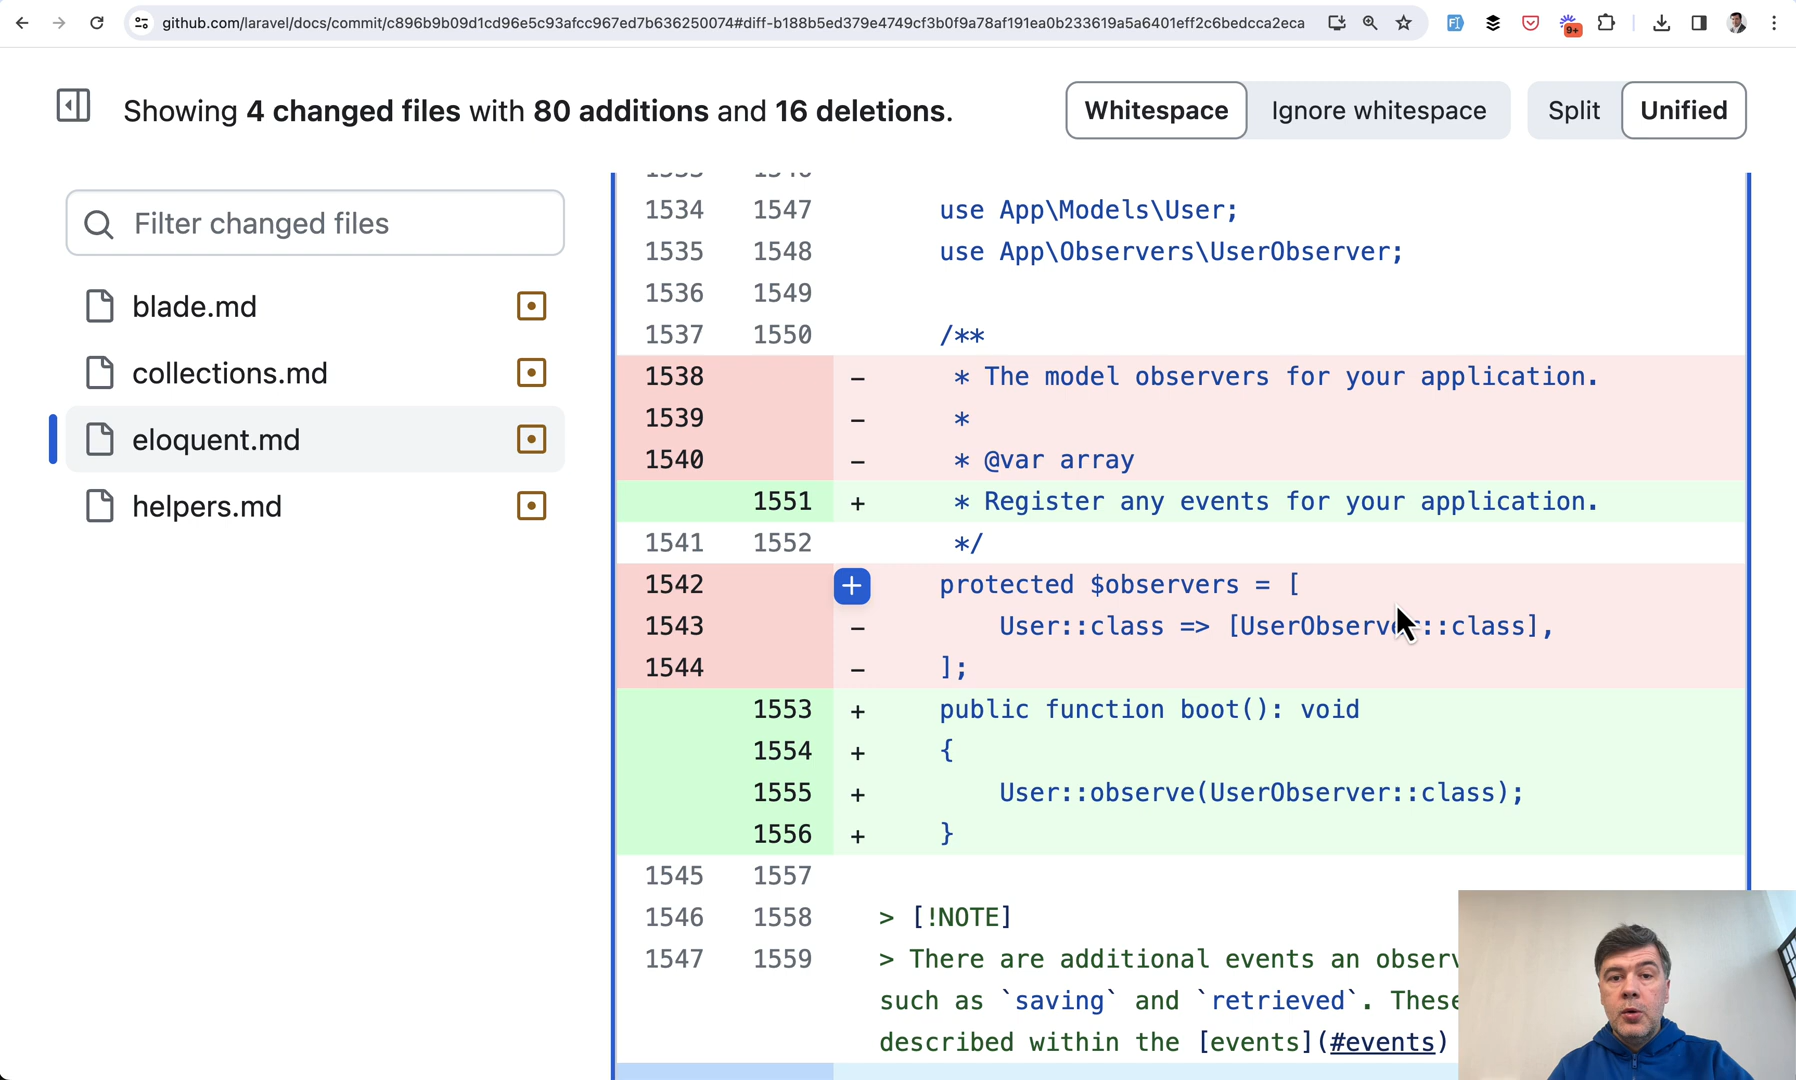 github.com/laravel/docs/commit/c896b9b09d1cd96e5c93afcc967ed7b636250074#diff-b188b5ed379e4749cf3b0f9a78af191ea0b233619a5a6401eff2c6bedcca2eca
9+
Showing 4 changed files with 80 additions and 16 deletions.
Whitespace Ignore whitespace Split Unified
Filter changed files
blade.md
collections.md
eloquent.md
helpers.md
1534 1547 use App\Models\User;
1535 1548 use App\Observers\UserObserver;
1536 1549
1537 1550 /**
1538 - * The model observers for your application.
1539 - *
1540 - * @var array
1551 + * Register any events for your application.
1541 1552 */
1542 protected $observers = [
1543 - User::class => [UserObserver::class],
1544 - ];
1553 + public function boot(): void
1554 + {
1555 + User::observe(UserObserver::class);
1556 + }
1545 1557
1546 1558 > [!NOTE]
1547 1559 > There are additional events an
such as `saving` and `retrieved`. These
described within the [events](#events)